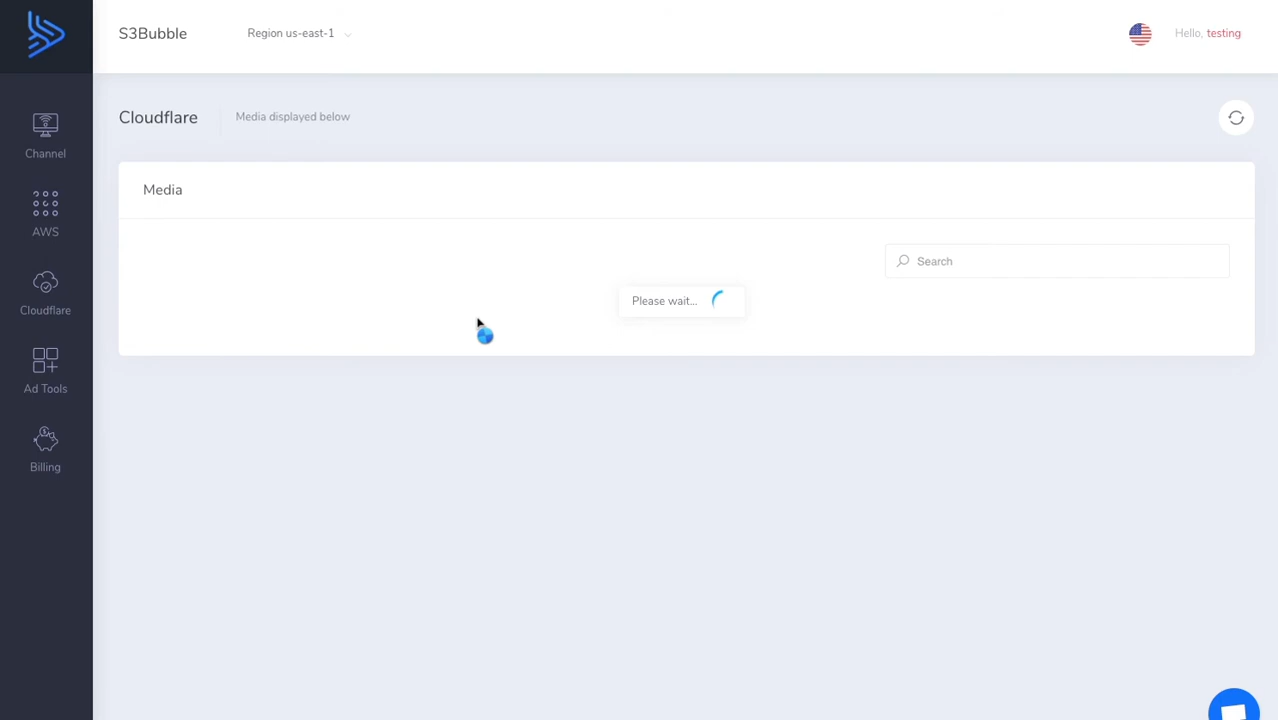 S3Bubble
Region us-east-1
Hello, testing
Channel
AWS
Cloudflare
Ad Tools
Billing
Cloudflare
Media displayed below
Media
Search
Please wait...